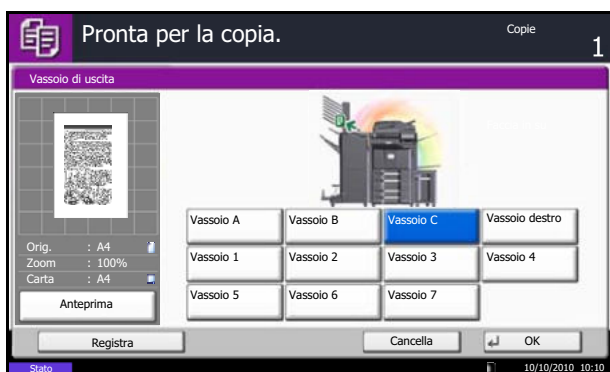 Pronta per la copia.
Copie
1
Vassoio di uscita
Vassoio A Vassoio B Vassoio C Vassoio destro
Orig. : A4
Zoom : 100%
Carta : A4
Vassoio 1 Vassoio 2 Vassoio 3 Vassoio 4
Anteprima
Vassoio 5 Vassoio 6 Vassoio 7
Registra Cancella OK
Stato 10/10/2010 10:10